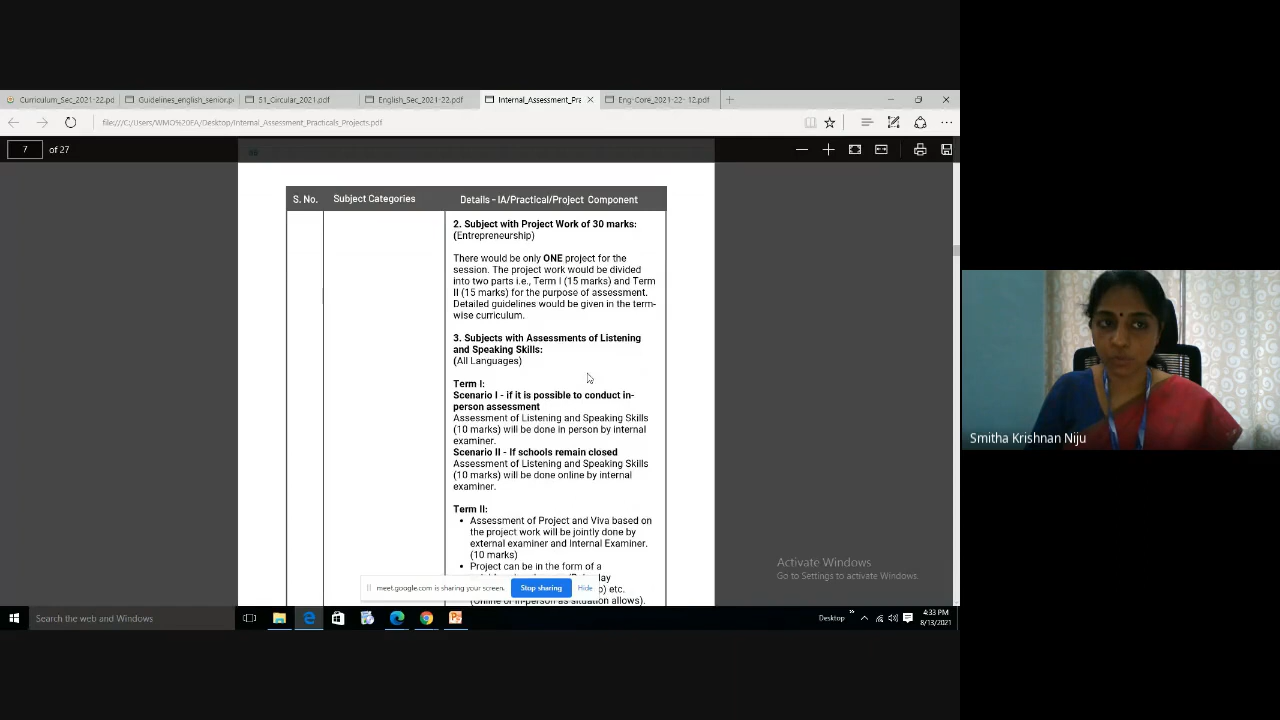 Curriculum_Sec_2021-22.pd
Guidelines_english_senior.p
S1_Circular_2021.pdf
English_Sec_2021-22.pdf
Internal_Assessment_Pra
Eng-Core_2021-22- 12.pdf
file:///C:/Users/WMO%20EA/Desktop/Internal_Assessment_Practicals_Projects.pdf
7 of 27
S. No. Subject Categories Details - IA/Practical/Project Component
2. Subject with Project Work of 30 marks:
(Entrepreneurship)
There would be only ONE project for the
session. The project work would be divided
into two parts i.e., Term I (15 marks) and Term
II (15 marks) for the purpose of assessment.
Detailed guidelines would be given in the term-
wise curriculum.
3. Subjects with Assessments of Listening
and Speaking Skills:
(All Languages)
Term I:
Scenario I - if it is possible to conduct in-
person assessment
Assessment of Listening and Speaking Skills
(10 marks) will be done in person by internal
examiner.
Scenario II - If schools remain closed
Assessment of Listening and Speaking Skills
(10 marks) will be done online by internal
examiner.
Term II:
• Assessment of Project and Viva based on
the project work will be jointly done by
external examiner and Internal Examiner.
(10 marks)
• Project can be in the form of a
etc.
(Online or in-person as situation allows).
meet.google.com is sharing your screen.
Stop sharing
Hide
Activate Windows
Go to Settings to activate Windows.
Search the web and Windows
Desktop
4:33 PM
8/13/2021
Smitha Krishnan Niju